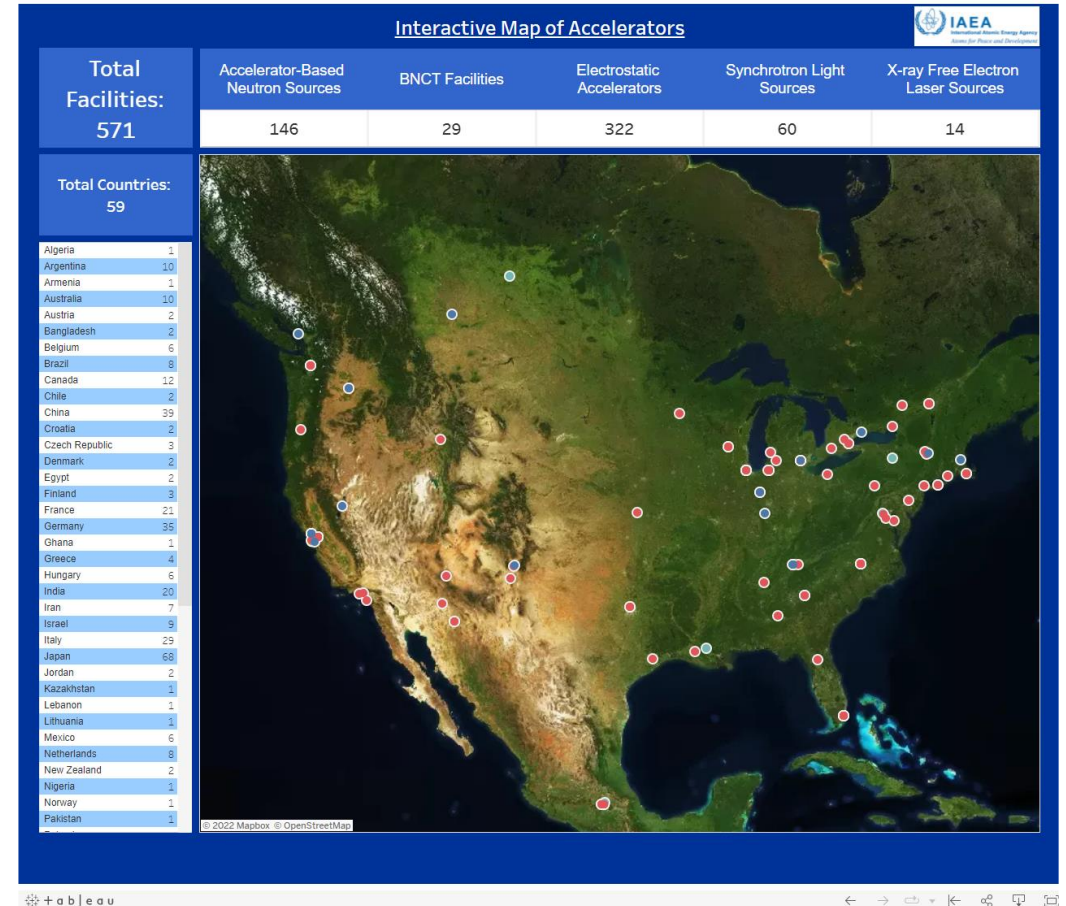 Interactive Map of Accelerators
IAEA
International Atomic Energy Agency
Atoms for Peace and Development
Total
Facilities:
571
Accelerator-Based
Neutron Sources
146
BNCT Facilities
29
Electrostatic
Accelerators
322
Synchrotron Light
Sources
60
X-ray Free Electron
Laser Sources
14
Total Countries:
59
Algeria 1
Argentina 10
Armenia 1
Australia 10
Austria 2
Bangladesh 2
Belgium 6
Brazil 8
Canada 12
Chile 2
China 39
Croatia 2
Czech Republic 3
Denmark 2
Egypt 2
Finland 3
France 21
Germany 35
Ghana 1
Greece 4
Hungary 6
India 20
Iran 7
Israel 9
Italy 29
Japan 68
Jordan 2
Kazakhstan 1
Lebanon 1
Lithuania 1
Mexico 6
Netherlands 8
New Zealand 2
Nigeria 1
Norway 1
Pakistan 1
© 2022 Mapbox © OpenStreetMap
+ableau